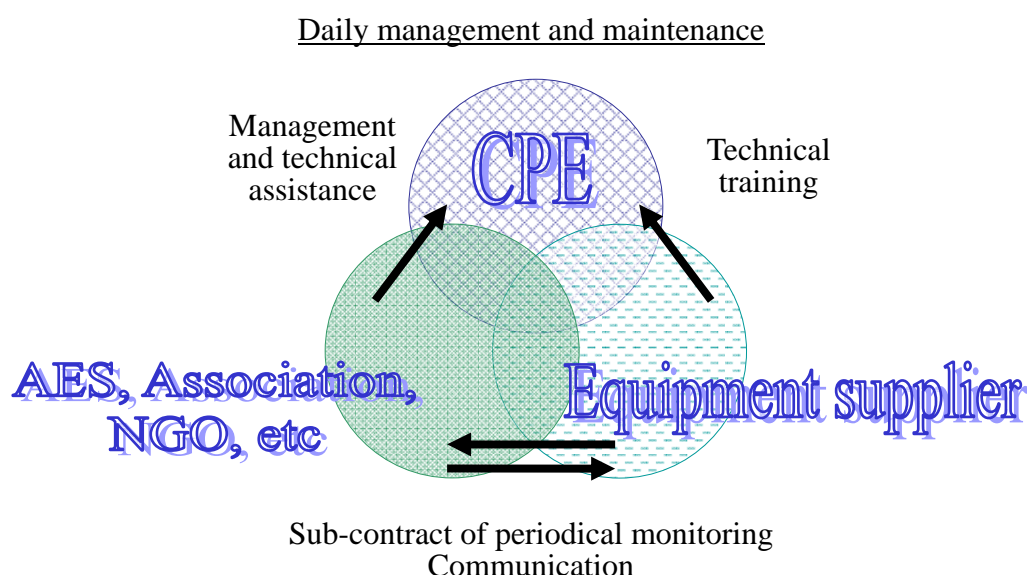 Daily management and maintenance
Management
and technical
assistance
CPE
Technical
training
AES, Association,
NGO, etc
Equipment supplier
Sub-contract of periodical monitoring
Communication